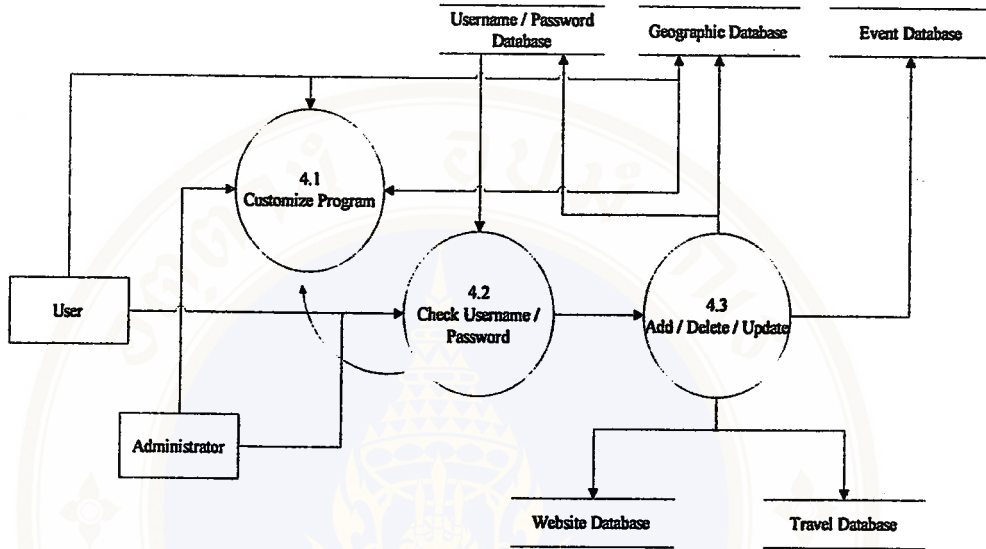 Username / Password
Database
Geographic Database
Event Database
4.1
Customize Program
4.2
Check Username /
Password
4.3
Add / Delete / Update
User
Administrator
Website Database
Travel Database